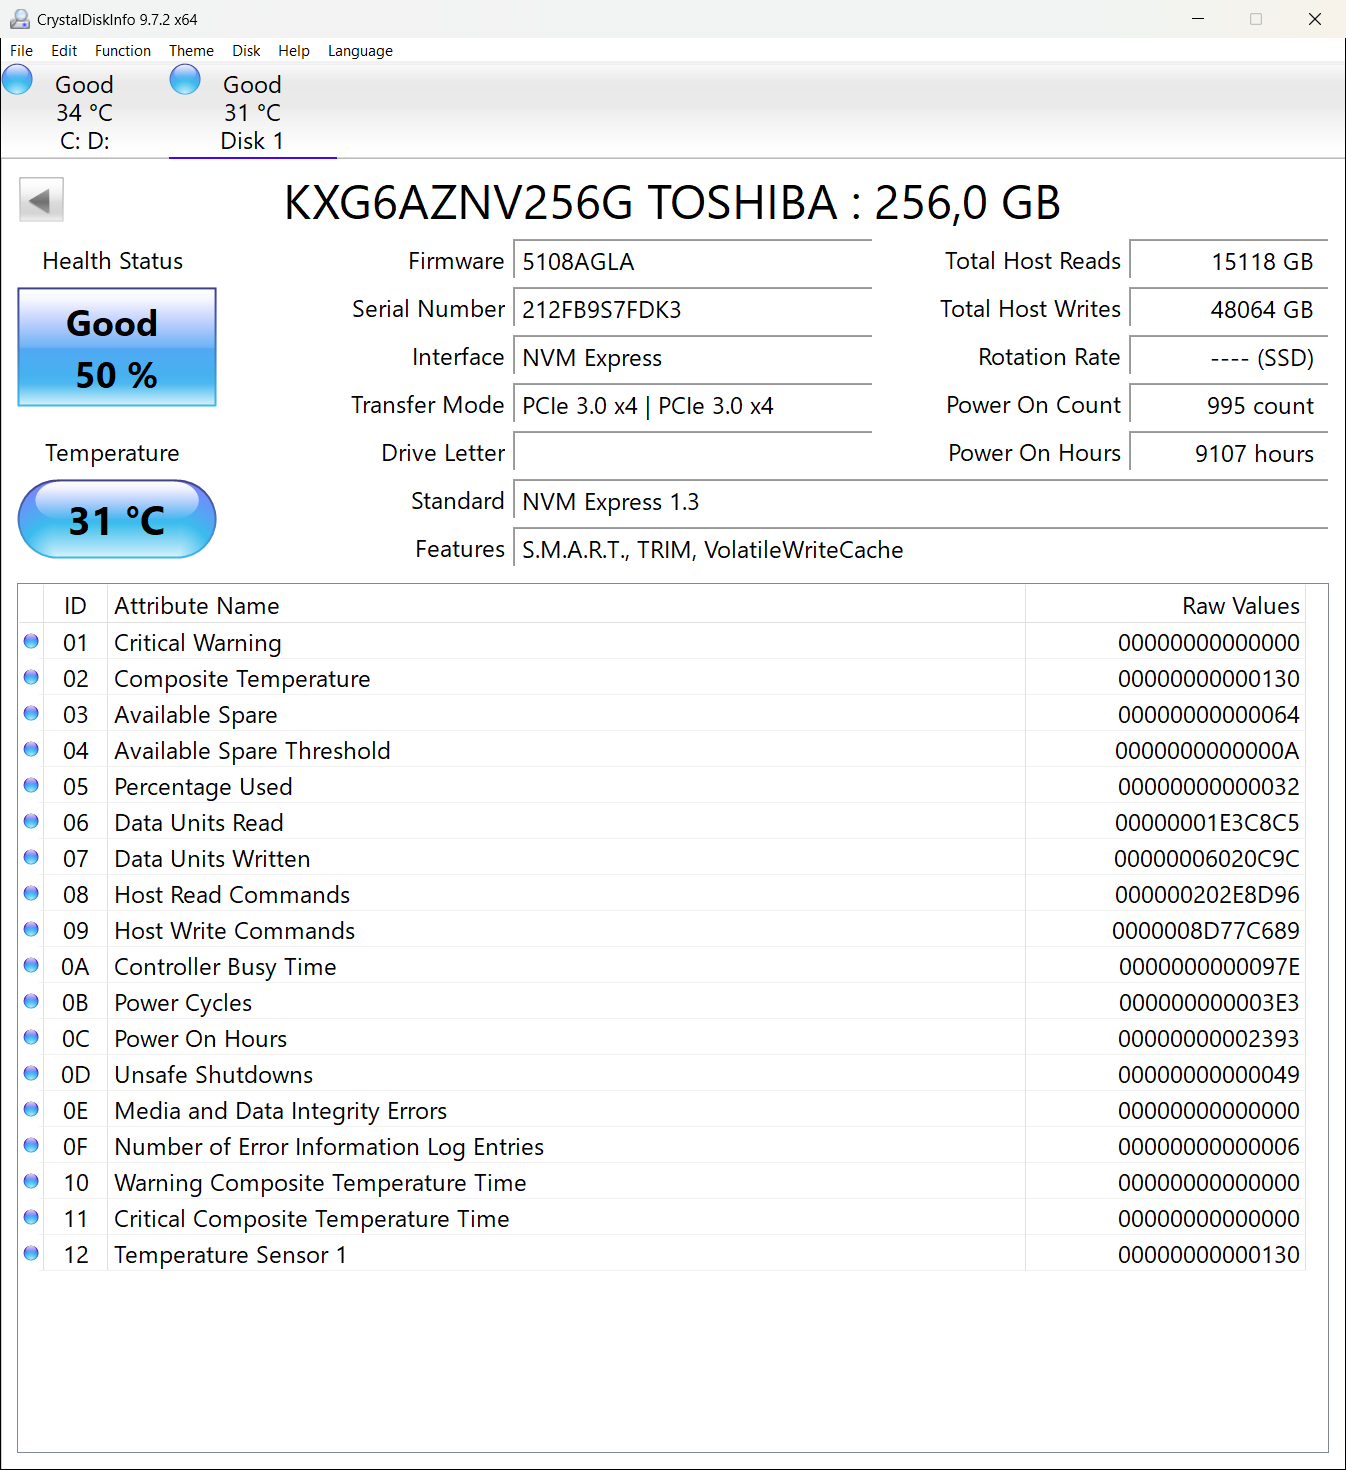 CrystalDiskInfo 9.7.2 x64
File Edit Function Theme Disk Help Language
Good Good
34 °C 31 °C
C: D: Disk 1
KXG6AZNV256G TOSHIBA : 256,0 GB
Health Status
Good
50 %
Temperature
31 °C
Firmware 5108AGLA
Serial Number 212FB9S7FDK3
Interface NVM Express
Transfer Mode PCIe 3.0 x4 | PCIe 3.0 x4
Drive Letter
Standard NVM Express 1.3
Features S.M.A.R.T., TRIM, VolatileWriteCache
Total Host Reads 15118 GB
Total Host Writes 48064 GB
Rotation Rate ---- (SSD)
Power On Count 995 count
Power On Hours 9107 hours
ID Attribute Name Raw Values
01 Critical Warning 00000000000000
02 Composite Temperature 00000000000130
03 Available Spare 00000000000064
04 Available Spare Threshold 0000000000000A
05 Percentage Used 00000000000032
06 Data Units Read 00000001E3C8C5
07 Data Units Written 00000006020C9C
08 Host Read Commands 000000202E8D96
09 Host Write Commands 0000008D77C689
0A Controller Busy Time 0000000000097E
0B Power Cycles 000000000003E3
0C Power On Hours 00000000002393
0D Unsafe Shutdowns 00000000000049
0E Media and Data Integrity Errors 00000000000000
0F Number of Error Information Log Entries 00000000000006
10 Warning Composite Temperature Time 00000000000000
11 Critical Composite Temperature Time 00000000000000
12 Temperature Sensor 1 00000000000130